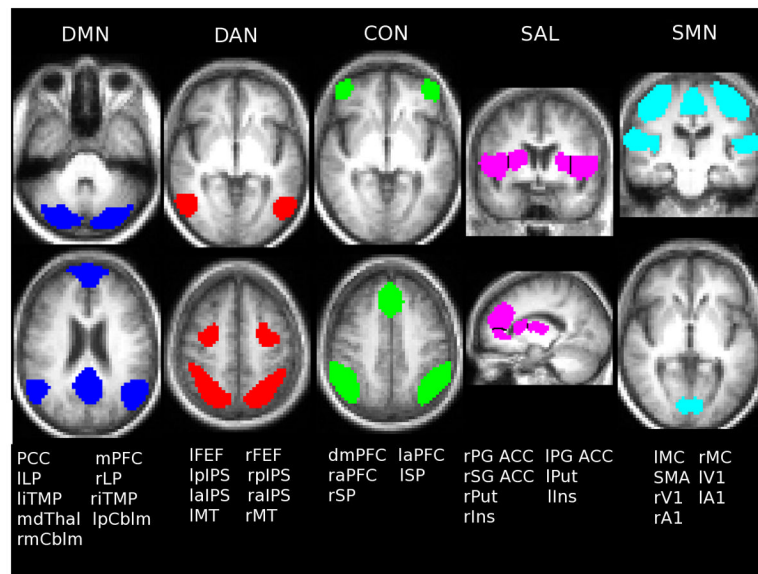 DMN DAN CON SAL SMN
PCC mPFC
lLP rLP
liTMP riTMP
mdThal lpCblm
rmCblm
lFEF rFEF
lpIPS rpIPS
laIPS raIPS
lMT rMT
dmPFC laPFC
raPFC lSP
rSP
rPG ACC lPG ACC
rSG ACC lPut
rPut lIns
rIns
lMC rMC
SMA lV1
rV1 lA1
rA1